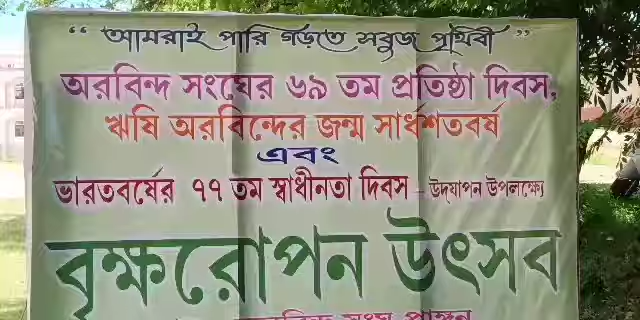 “ আমরাই পারি গড়তে সবুজ পৃথিবী ”
অরবিন্দ সংঘের ৬৯ তম প্রতিষ্ঠা দিবস,
ঋষি অরবিন্দের জন্ম সার্ধশতবর্ষ
এবং
ভারতবর্ষের ৭৭ তম স্বাধীনতা দিবস - উদযাপন উপলক্ষ্যে
বৃক্ষরোপন উৎসব